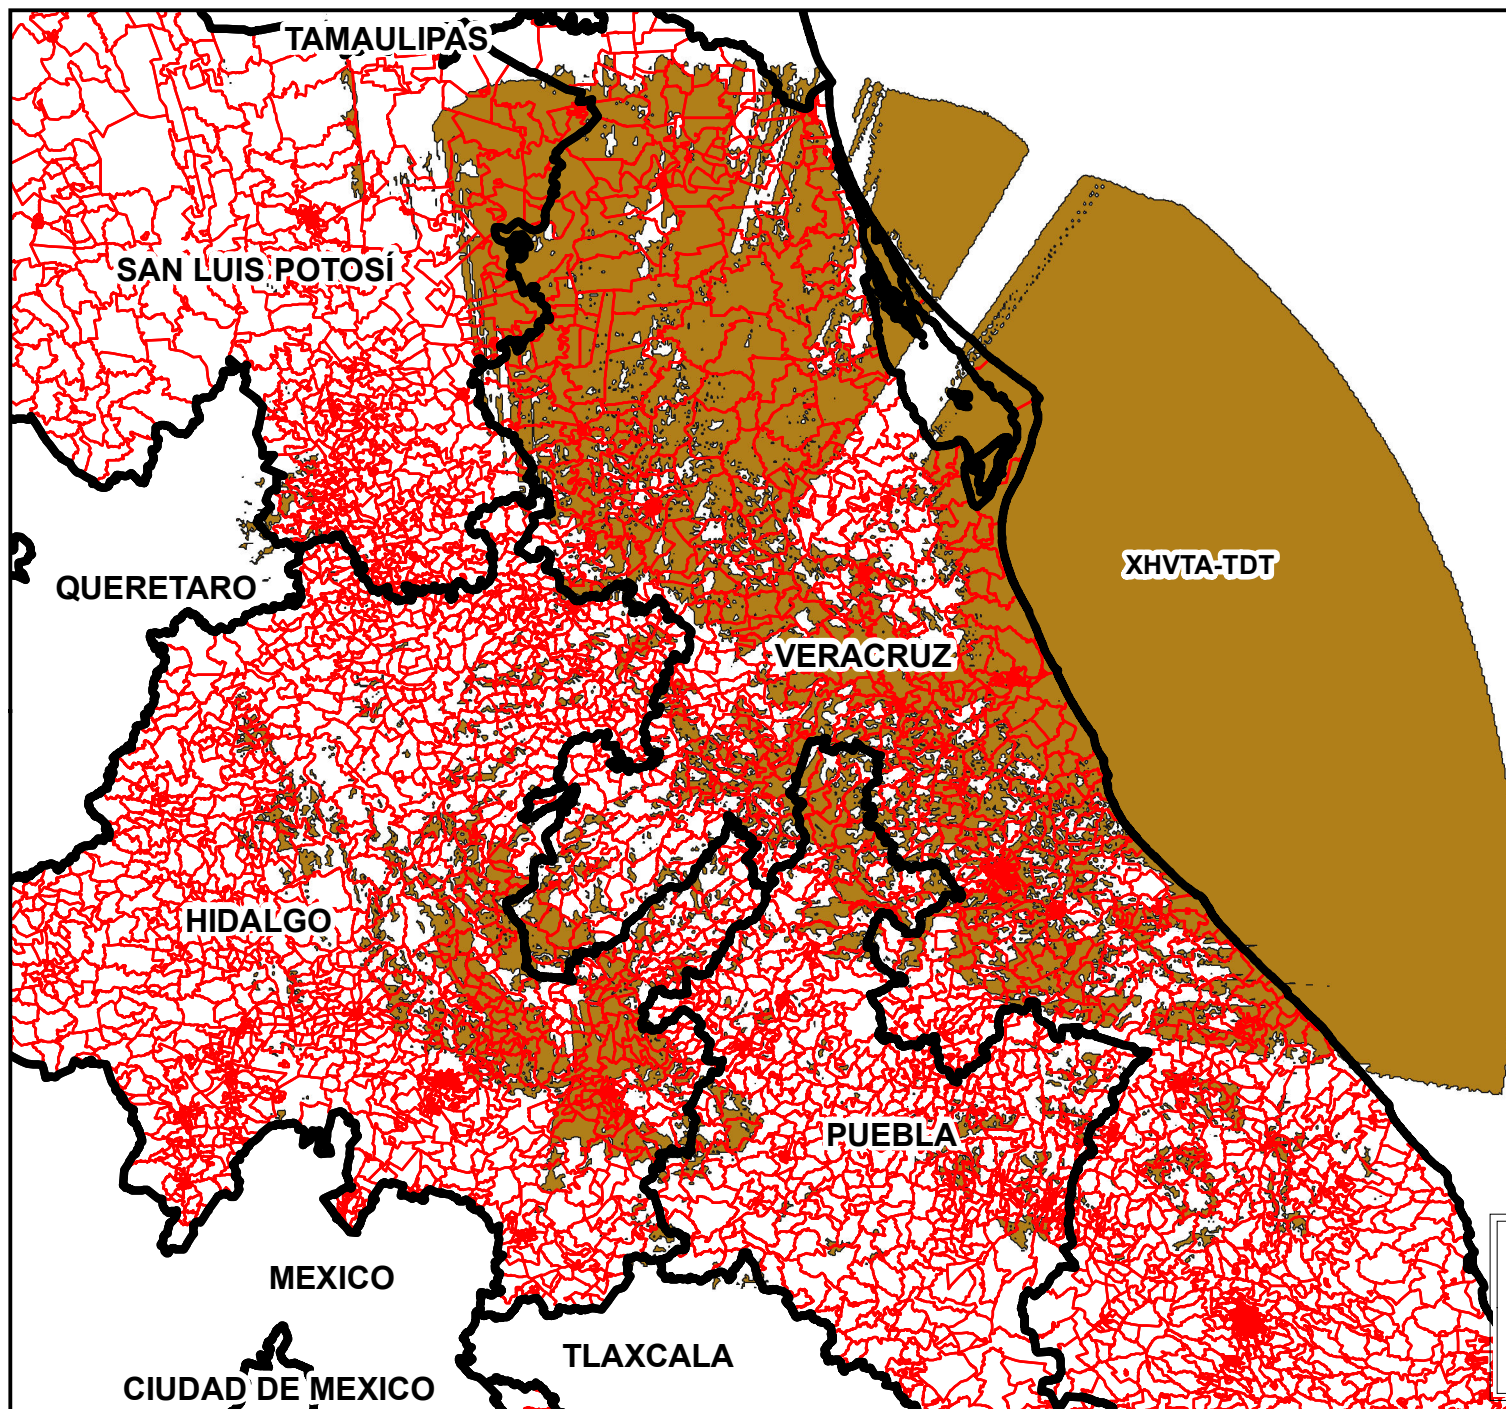 TAMAULIPAS
SAN LUIS POTOSÍ
XHVTA-TDT
QUERETARO
VERACRUZ
HIDALGO
PUEBLA
MEXICO
TLAXCALA
CIUDAD DE MEXICO